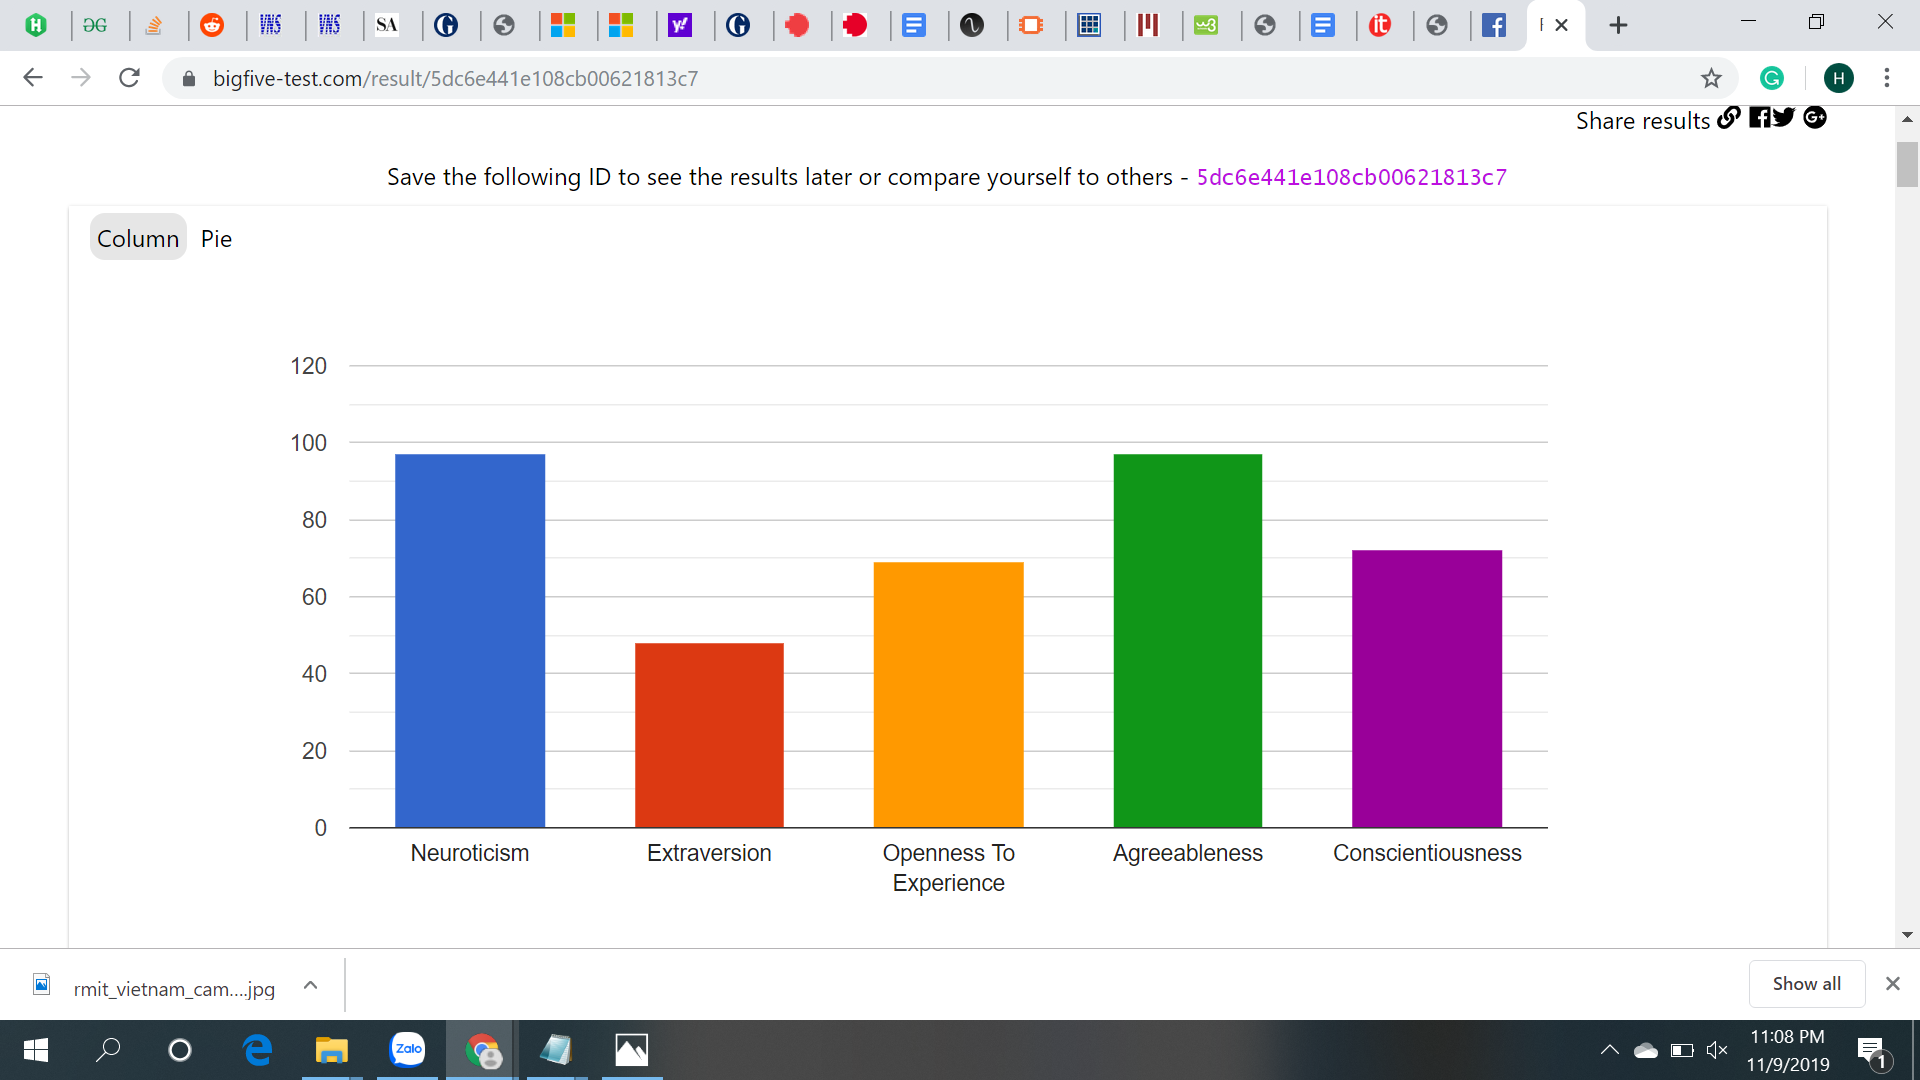 bigfive-test.com/result/5dc6e441e108cb00621813c7
H
Share results
Save the following ID to see the results later or compare yourself to others - 5dc6e441e108cb00621813c7
Column Pie
120
100
80
60
40
20
0
Neuroticism Extraversion Openness To Experience Agreeableness Conscientiousness
rmit_vietnam_cam....jpg
Show all
Zalo
11:08 PM
11/9/2019
1